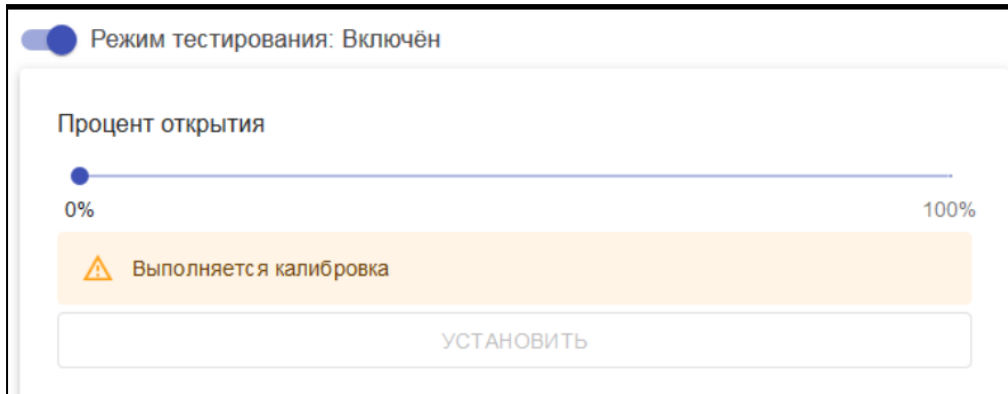 Режим тестирования: Включён
Процент открытия
0% 100%
Выполняется калибровка
УСТАНОВИТЬ